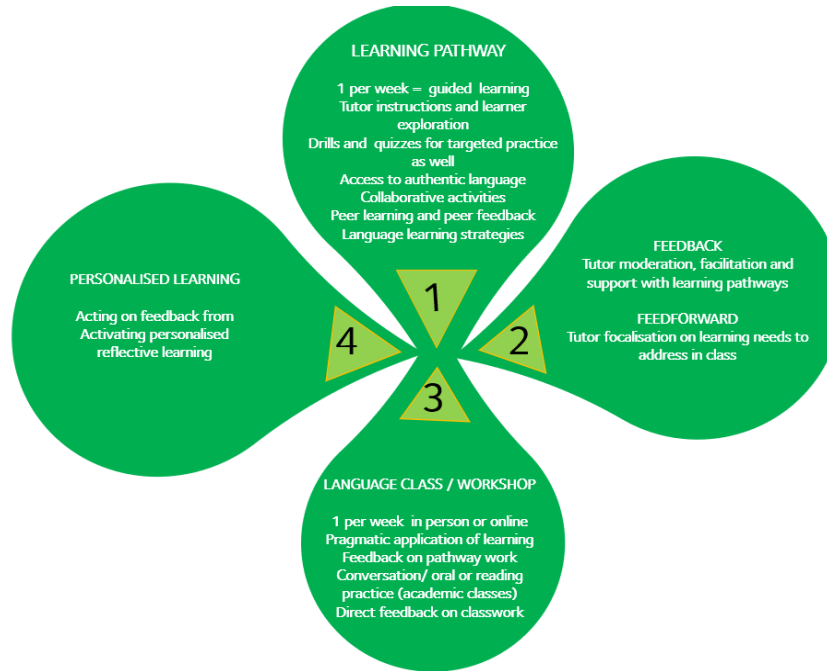 LEARNING PATHWAY
1 per week = guided learning
Tutor instructions and learner
exploration
Drills and quizzes for targeted practice
as well
Access to authentic language
Collaborative activities
Peer learning and peer feedback
Language learning strategies
1
FEEDBACK
Tutor moderation, facilitation and
support with learning pathways
FEEDFORWARD
Tutor focalisation on learning needs to
address in class
2
LANGUAGE CLASS / WORKSHOP
1 per week in person or online
Pragmatic application of learning
Feedback on pathway work
Conversation/ oral or reading
practice (academic classes)
Direct feedback on classwork
3
PERSONALISED LEARNING
Acting on feedback from
Activating personalised
reflective learning
4